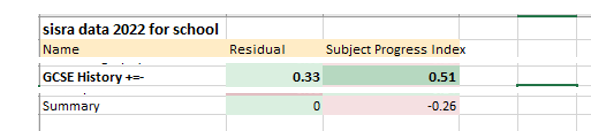 sisra data 2022 for school
Name Residual Subject Progress Index
GCSE History +=- 0.33 0.51
Summary 0 -0.26